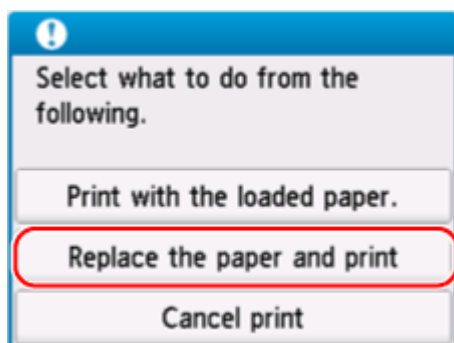 Select what to do from the
following.
Print with the loaded paper.
Replace the paper and print
Cancel print